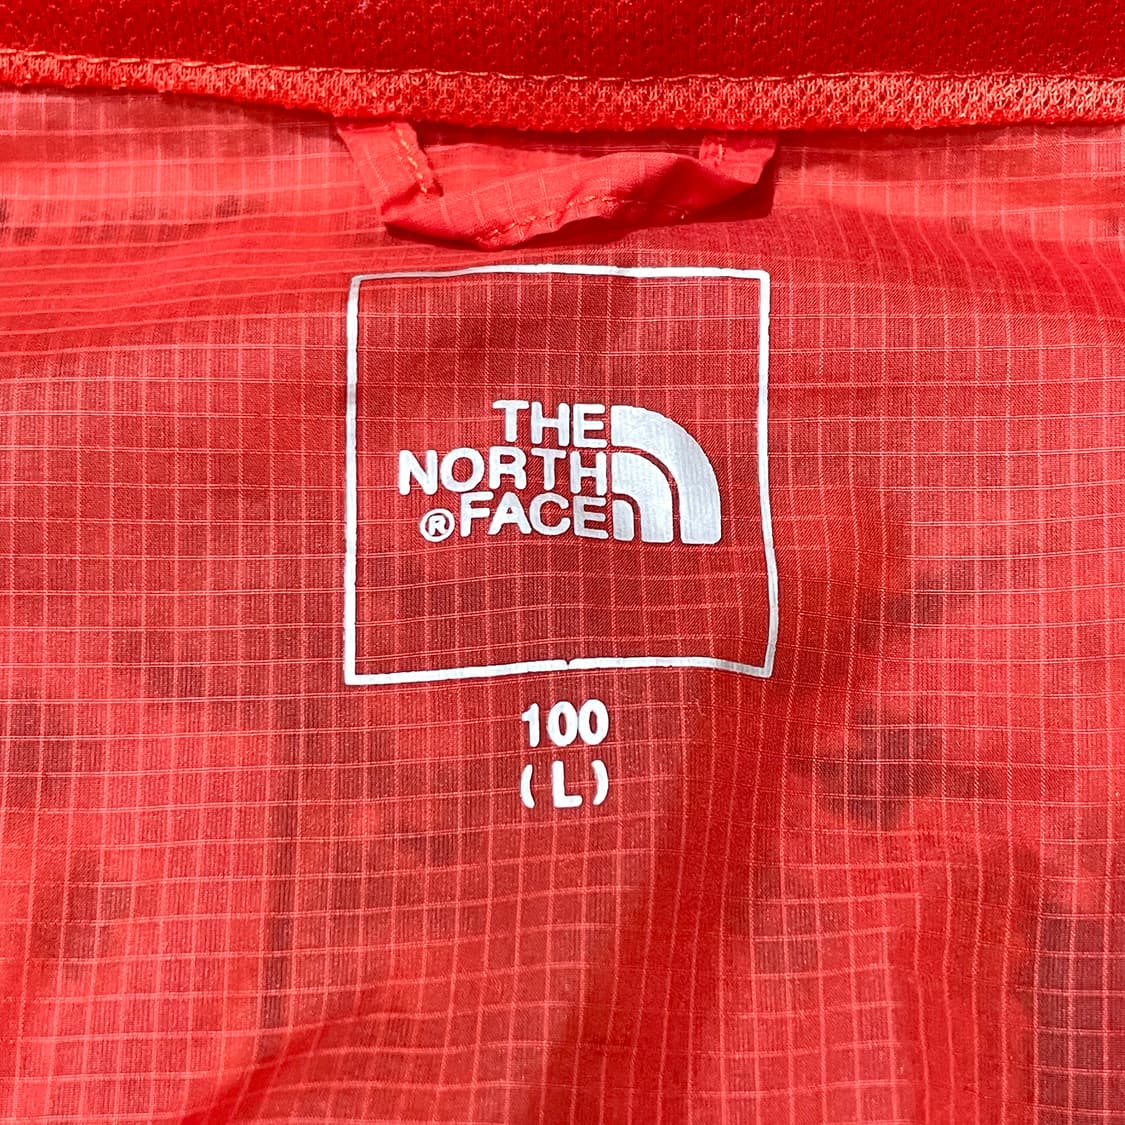 THE
NORTH
®FACE
100
(L)